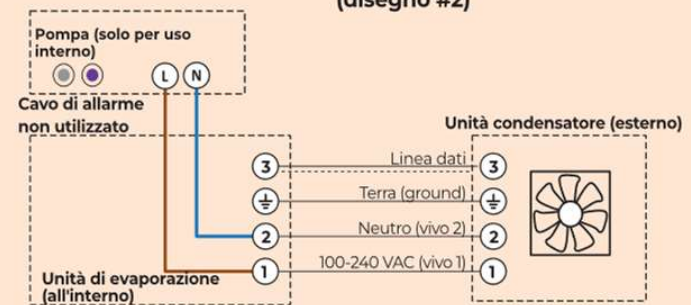 (disegno #2)
Pompa (solo per uso
interno)
L N
Cavo di allarme
non utilizzato
Unità condensatore (esterno)
3 Linea dati 3
Terra (ground)
2 Neutro (vivo 2) 2
1 100-240 VAC (vivo 1) 1
Unità di evaporazione
(all'interno)